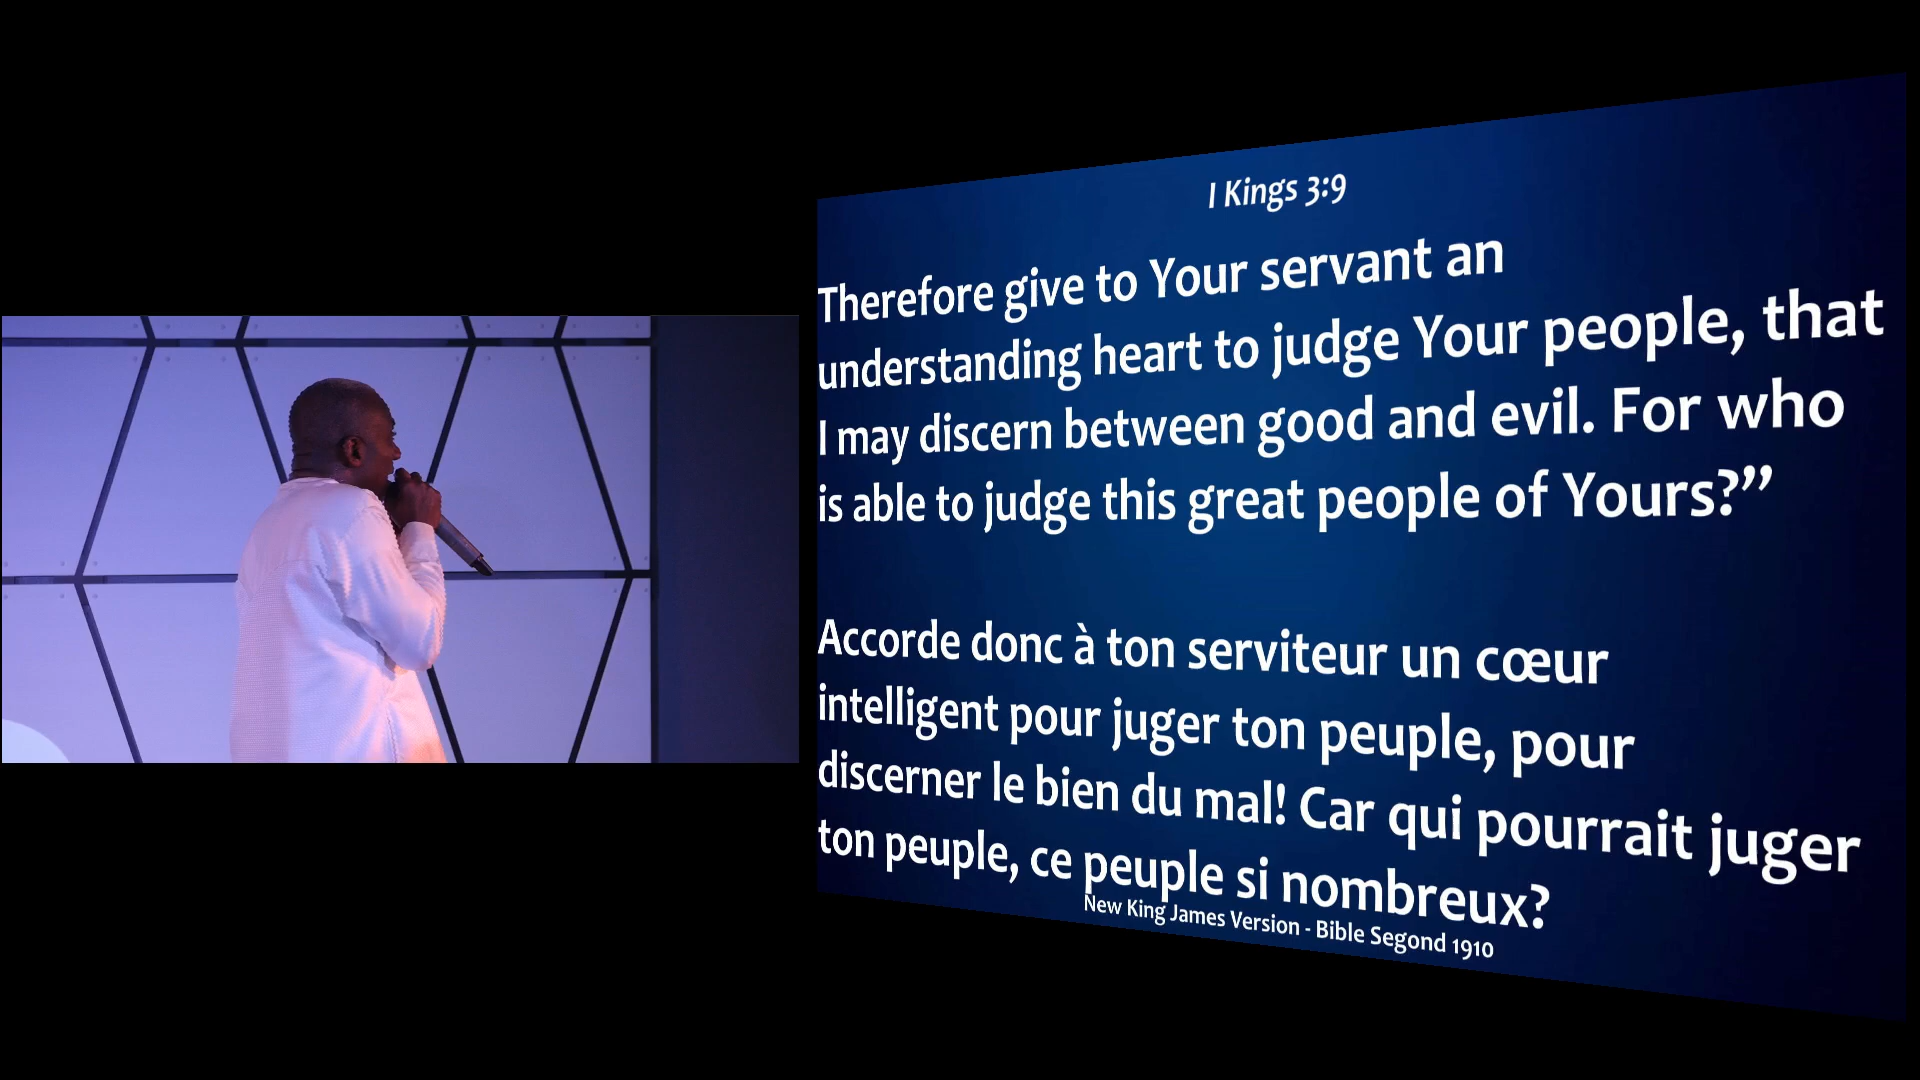 I Kings 3:9
Therefore give to Your servant an
understanding heart to judge Your people, that
I may discern between good and evil. For who
is able to judge this great people of Yours?”
Accorde donc à ton serviteur un cœur
intelligent pour juger ton peuple, pour
discerner le bien du mal! Car qui pourrait juger
ton peuple, ce peuple si nombreux?
New King James Version - Bible Segond 1910